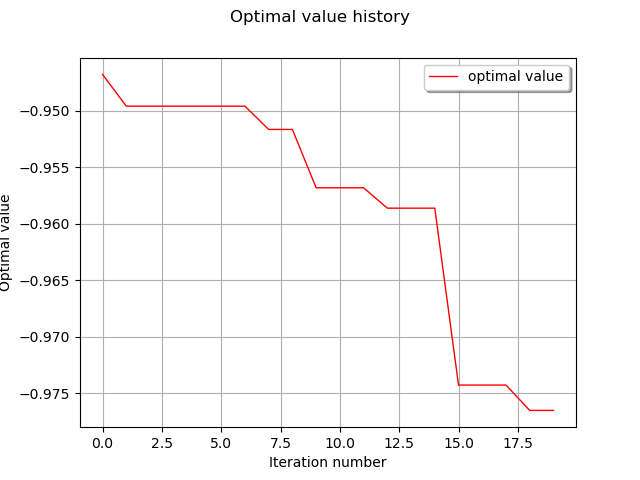 Optimal value history
optimal value
−0.950
−0.955
−0.960
−0.965
−0.970
−0.975
Optimal value
0.0 2.5 5.0 7.5 10.0 12.5 15.0 17.5
Iteration number